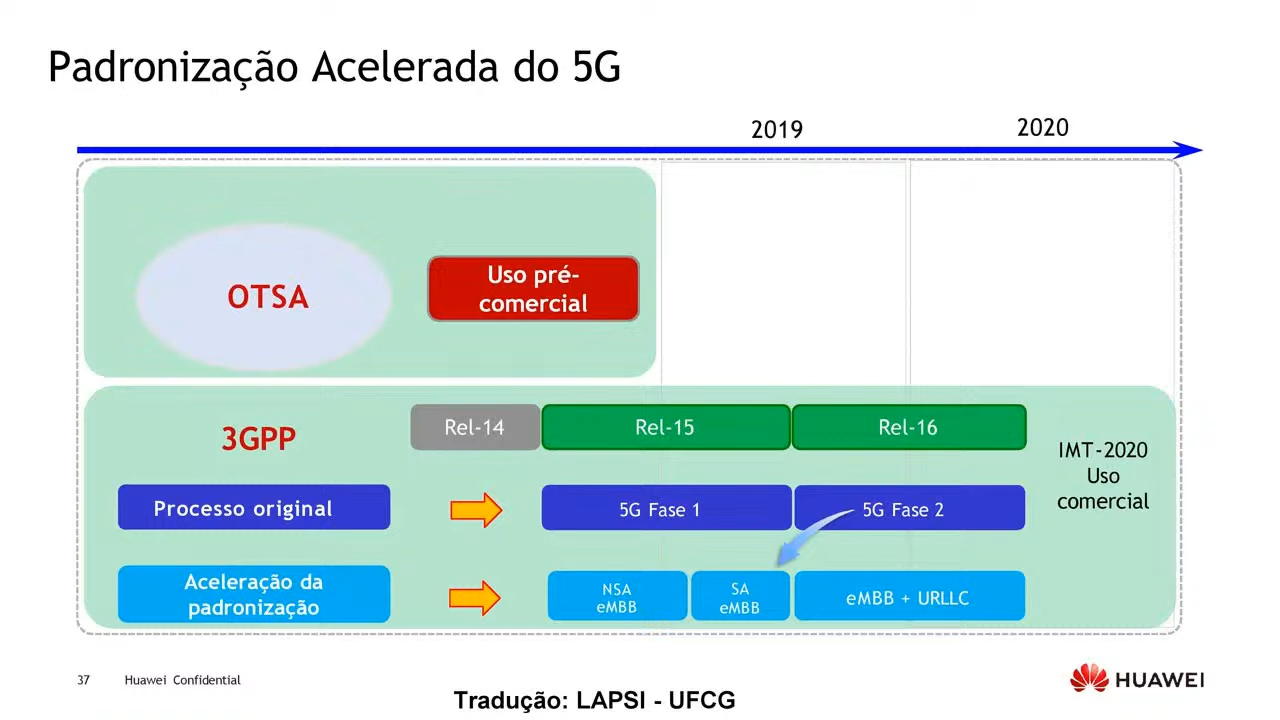 Padronização Acelerada do 5G
2019
2020
OTSA
Uso pré-
comercial
3GPP
Rel-14
Rel-15
Rel-16
IMT-2020
Uso
comercial
Processo original
5G Fase 1
5G Fase 2
Aceleração da
padronização
NSA
eMBB
SA
eMBB
eMBB + URLLC
37
Huawei Confidential
HUAWEI
Tradução: LAPSI - UFCG